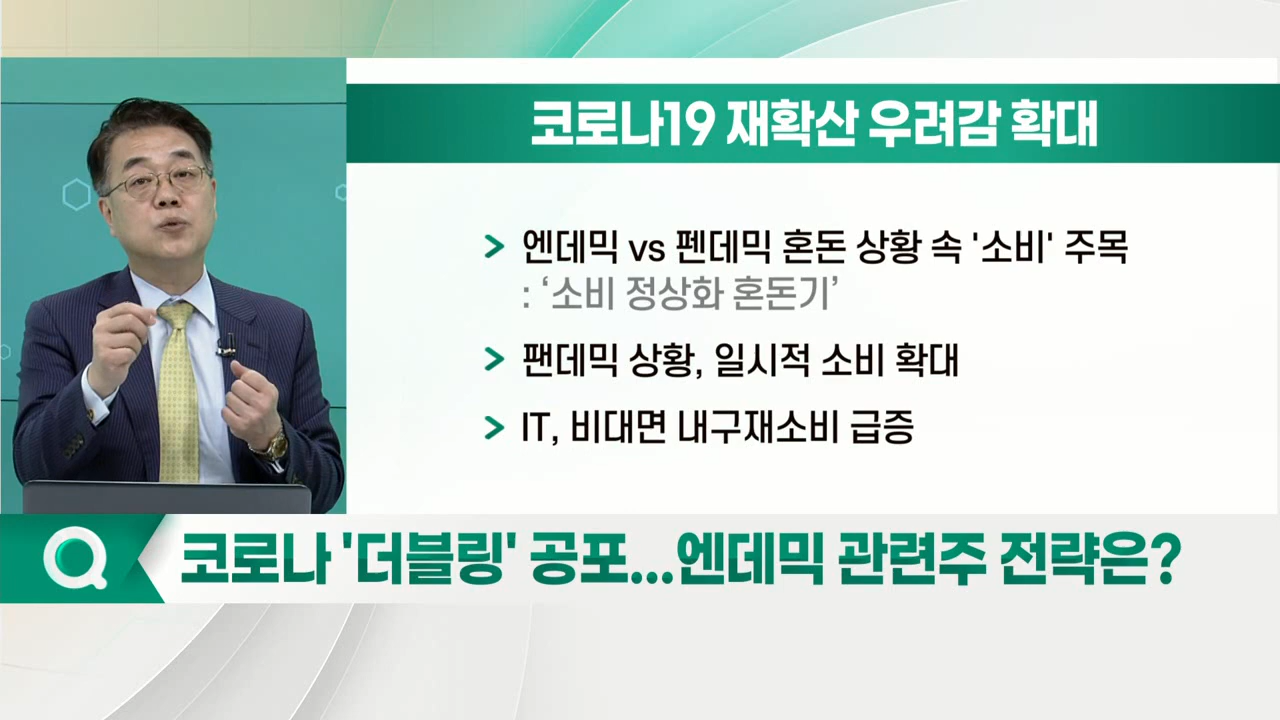 코로나19 재확산 우려감 확대
> 엔데믹 vs 펜데믹 혼돈 상황 속 '소비' 주목
: ‘소비 정상화 혼돈기’
> 팬데믹 상황, 일시적 소비 확대
> IT, 비대면 내구재소비 급증
코로나 '더블링' 공포...엔데믹 관련주 전략은?